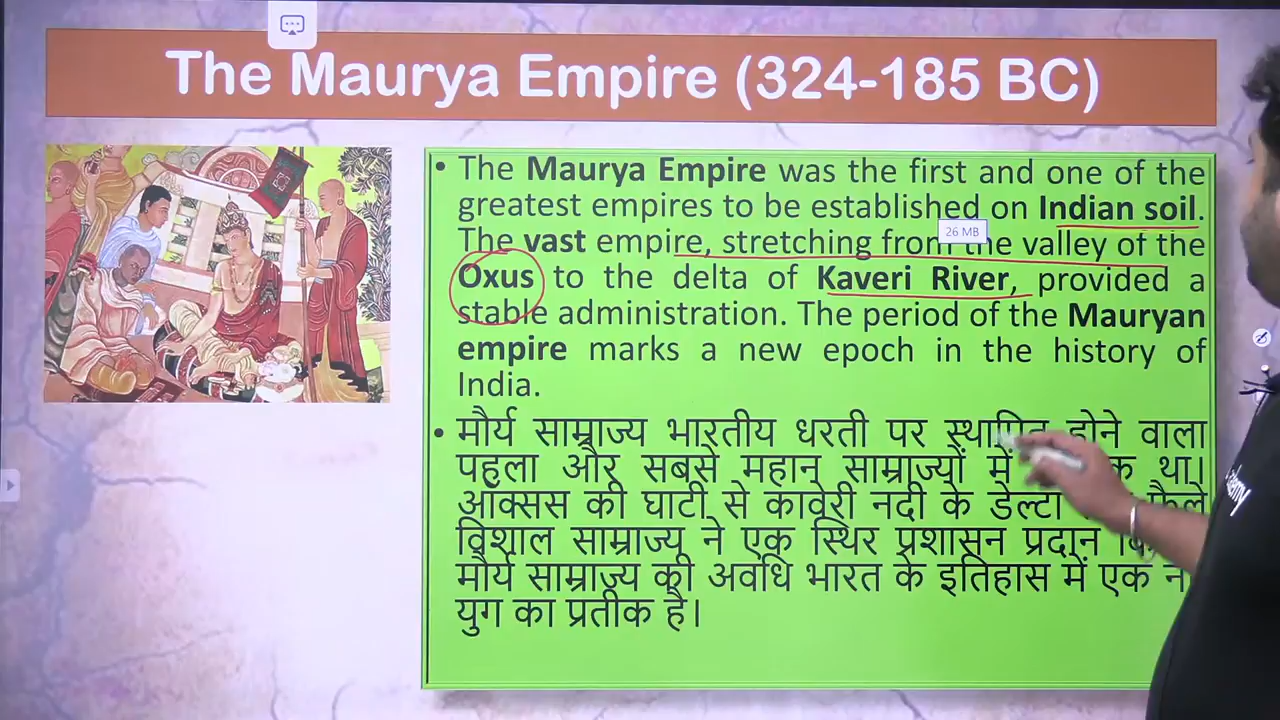 The Maurya Empire (324-185 BC)
• The Maurya Empire was the first and one of the
greatest empires to be established on Indian soil.
26 MB
The vast empire, stretching from the valley of the
Oxus to the delta of Kaveri River, provided a
stable administration. The period of the Mauryan
empire marks a new epoch in the history of
India.
• मौर्य साम्राज्य भारतीय धरती पर स्थापित होने वाला
पहला और सबसे महान साम्राज्यों में था।
ऑक्सस की घाटी से कावेरी नदी के डेल्टा फैले
विशाल साम्राज्य ने एक स्थिर प्रशासन प्रदान
मौर्य साम्राज्य की अवधि भारत के इतिहास में एक
युग का प्रतीक है।